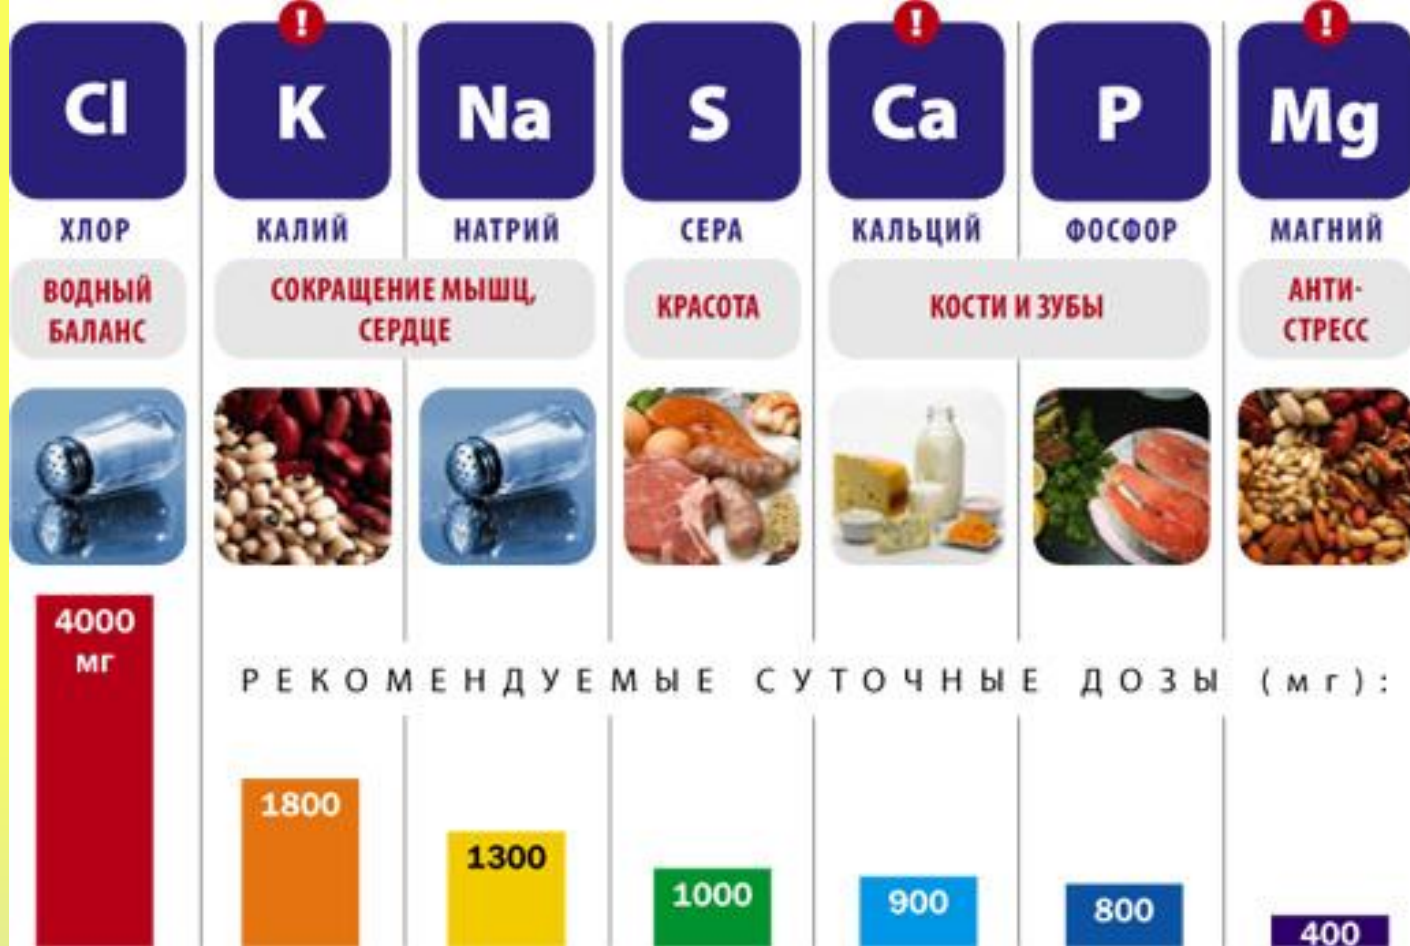 ! ! !
Cl K Na S Ca P Mg
ХЛОР КАЛИЙ НАТРИЙ СЕРА КАЛЬЦИЙ ФОСФОР МАГНИЙ
ВОДНЫЙ
БАЛАНС
СОКРАЩЕНИЕ МЫШЦ,
СЕРДЦЕ
КРАСОТА
КОСТИ И ЗУБЫ
АНТИ-
СТРЕСС
РЕКОМЕНДУЕМЫЕ СУТОЧНЫЕ ДОЗЫ (мг):
4000
мг
1800
1300
1000
900
800
400